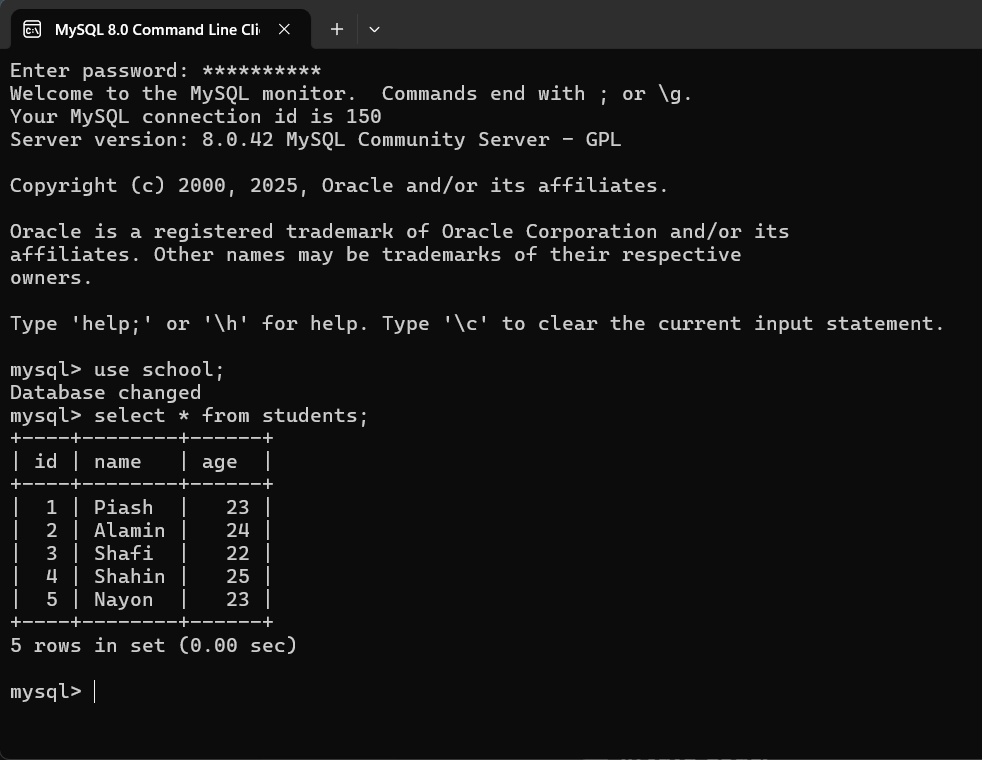 MySQL 8.0 Command Line Cli
Enter password: **********
Welcome to the MySQL monitor.  Commands end with ; or \g.
Your MySQL connection id is 150
Server version: 8.0.42 MySQL Community Server - GPL
Copyright (c) 2000, 2025, Oracle and/or its affiliates.
Oracle is a registered trademark of Oracle Corporation and/or its
affiliates. Other names may be trademarks of their respective
owners.
Type 'help;' or '\h' for help. Type '\c' to clear the current input statement.
mysql> use school;
Database changed
mysql> select * from students;
+----+--------+------+
| id | name   | age  |
+----+--------+------+
|  1 | Piash  |   23 |
|  2 | Alamin |   24 |
|  3 | Shafi  |   22 |
|  4 | Shahin |   25 |
|  5 | Nayon  |   23 |
+----+--------+------+
5 rows in set (0.00 sec)
mysql>